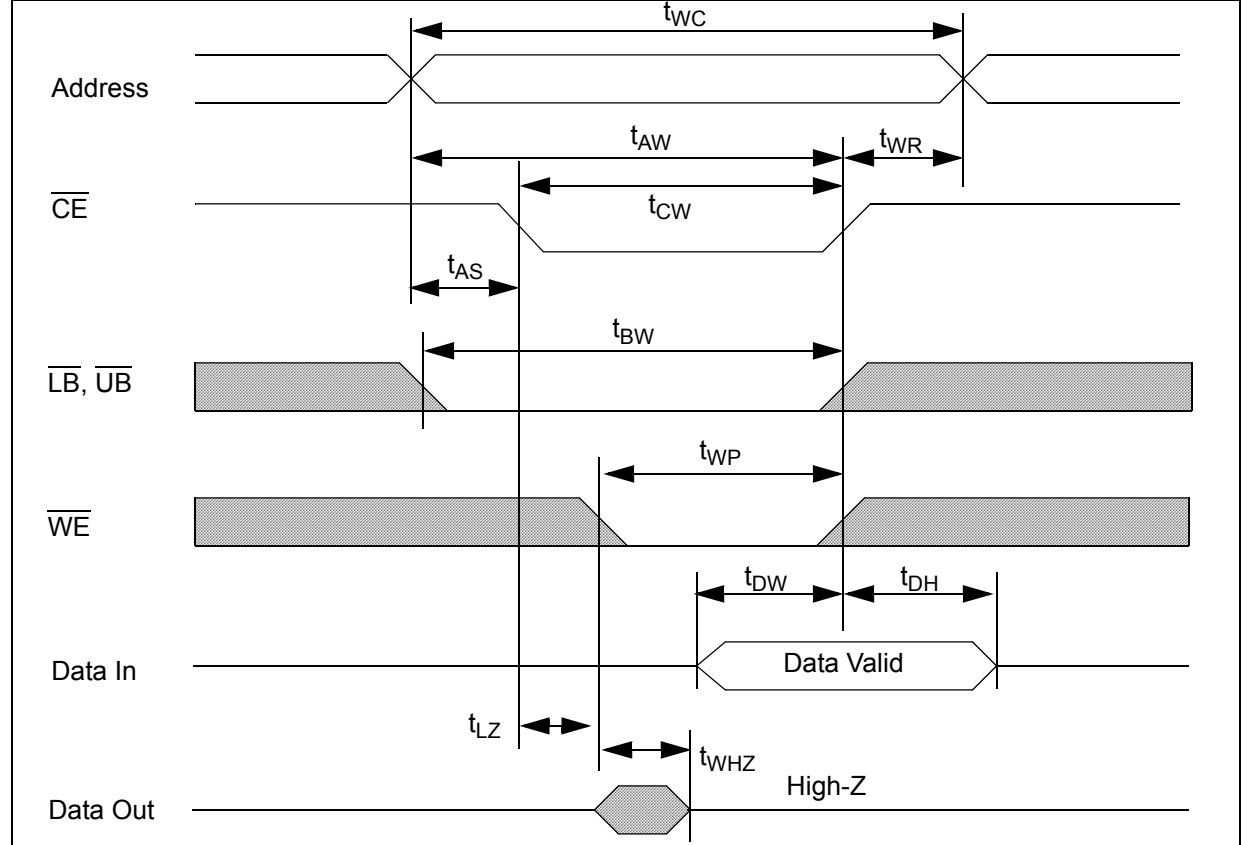 tWC
Address
tAW
tWR
CE
tCW
tAS
tBW
LB, UB
tWP
WE
tDW
tDH
Data In
Data Valid
tLZ
tWHZ
Data Out
High-Z